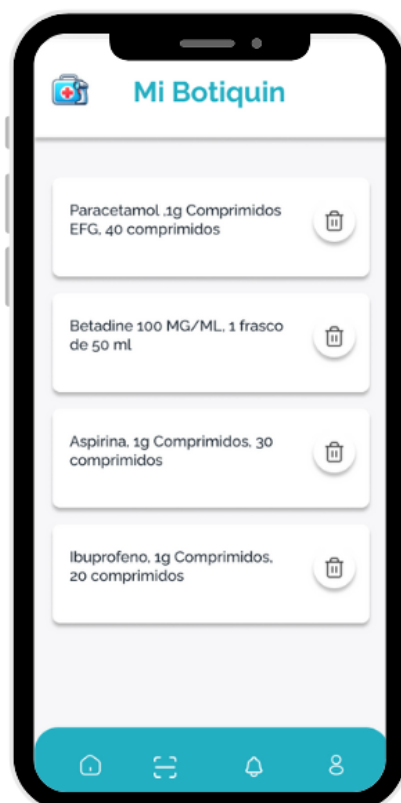 Mi Botiquin
Paracetamol ,1g Comprimidos
EFG, 40 comprimidos
Betadine 100 MG/ML, 1 frasco
de 50 ml
Aspirina, 1g Comprimidos, 30
comprimidos
Ibuprofeno, 1g Comprimidos,
20 comprimidos